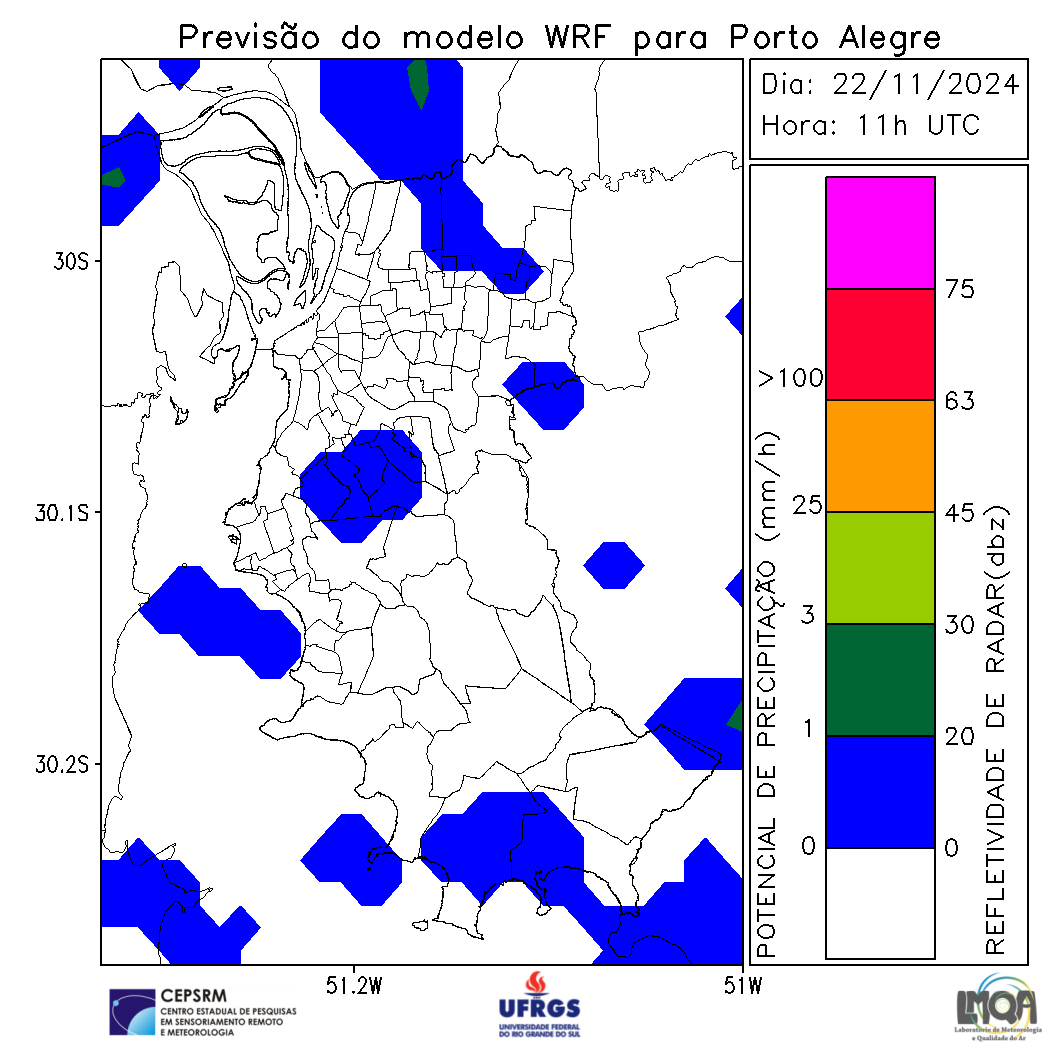 Previsão do modelo WRF para Porto Alegre
Dia: 22/11/2024
Hora: 11h UTC
30S
30.1S
30.2S
51.2W
51W
POTENCIAL DE PRECIPITAÇÃO (mm/h)
>100
25
3
1
0
75
63
45
30
20
0
REFLETIVIDADE DE RADAR(dbz)
CEPSRM
CENTRO ESTADUAL DE PESQUISAS
EM SENSORIAMENTO REMOTO
E METEOROLOGIA
UFRGS
UNIVERSIDADE FEDERAL
DO RIO GRANDE DO SUL
LMQA
Laboratório de Meteorologia
e Qualidade do Ar